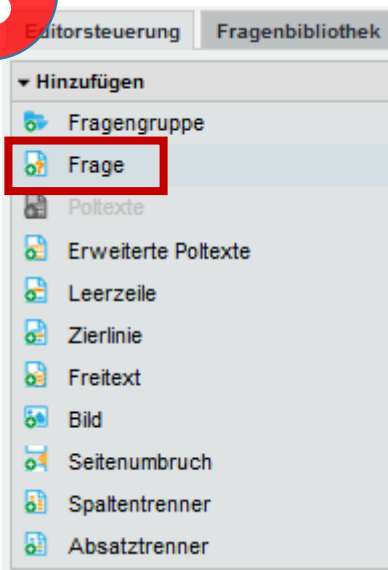 Editorsteuerung Fragenbibliothek
Hinzufügen
Fragengruppe
Frage
Poltexte
Erweiterte Poltexte
Leerzeile
Zierlinie
Freitext
Bild
Seitenumbruch
Spaltentrenner
Absatztrenner